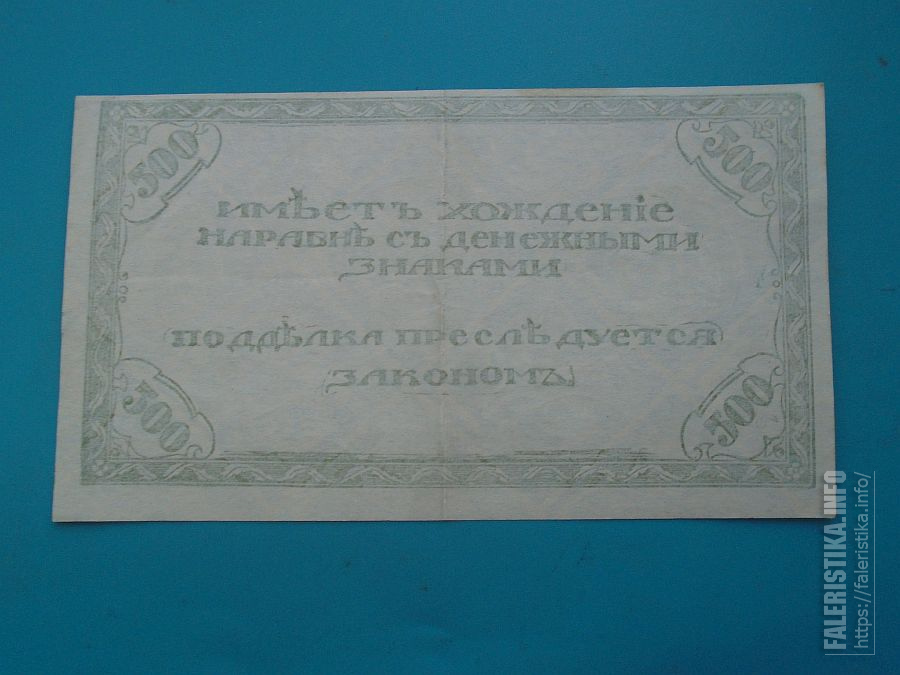 500
500
имѣетъ хожденіе
наравнѣ съ денежными
знаками
(поддѣлка преслѣдуется)
(закономъ)
500
500
FALERISTIKA.INFO
https://faleristika.info/